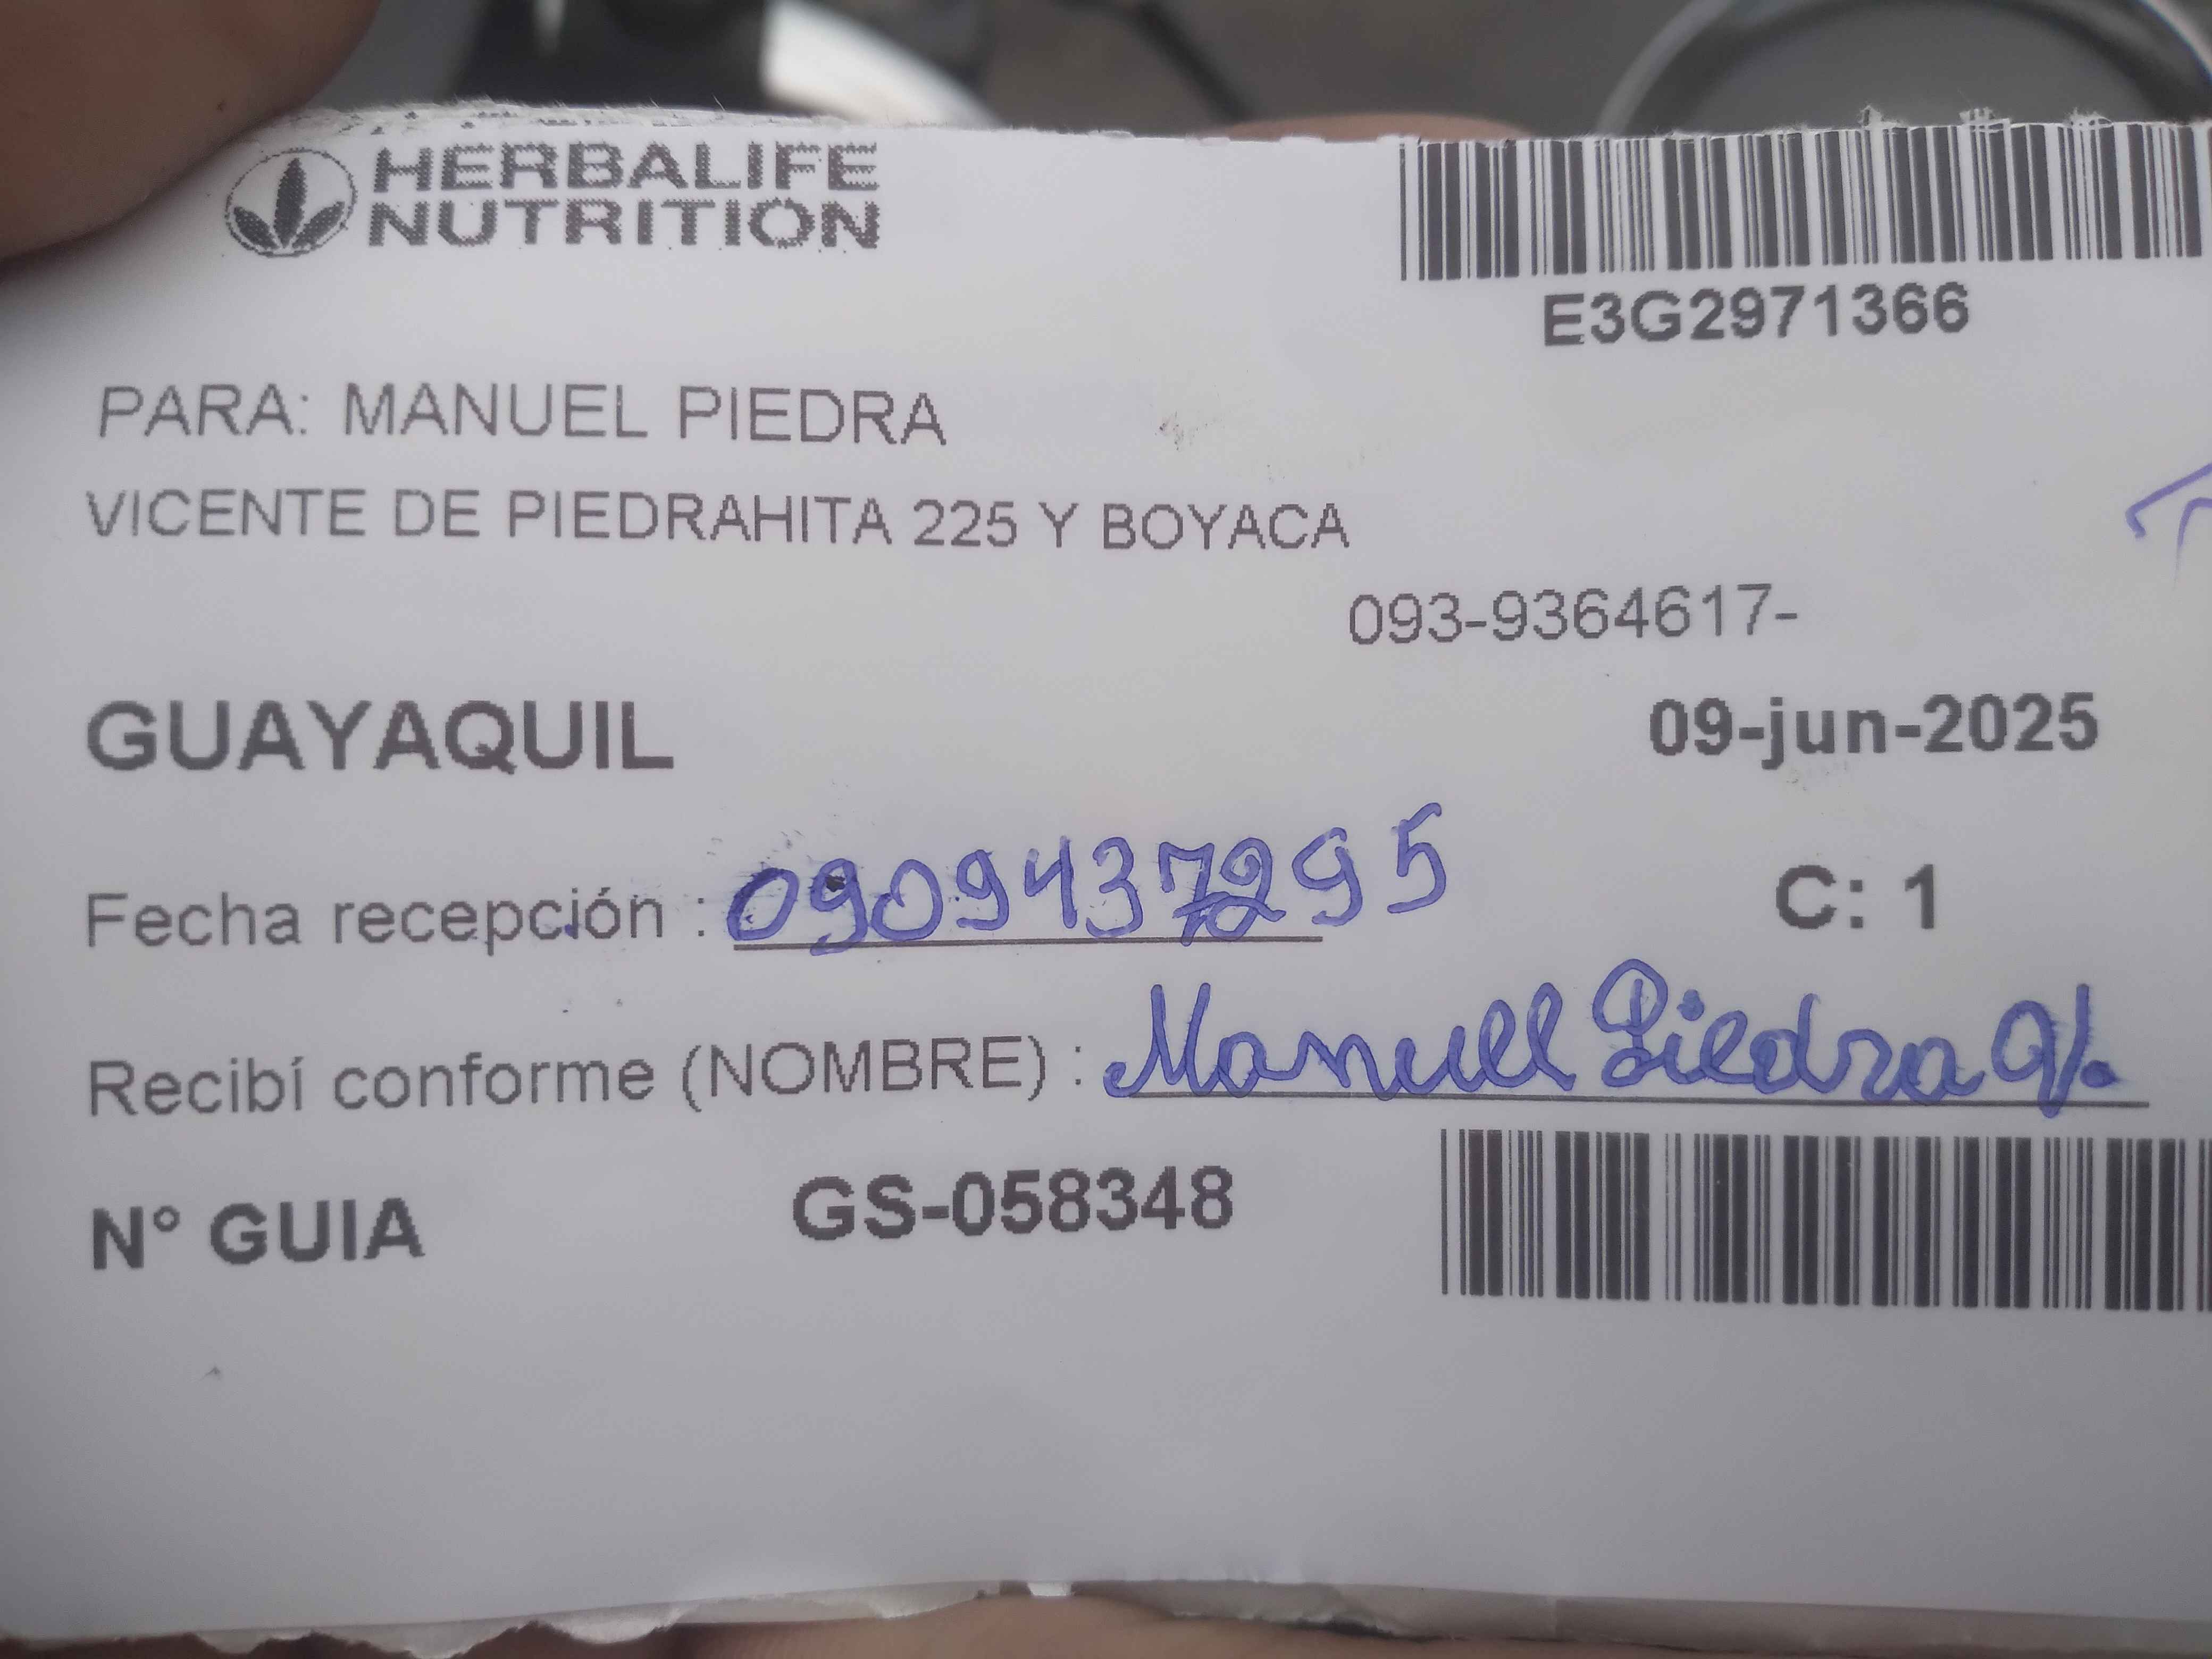 HERBALIFE
NUTRITION
E3G2971366
PARA: MANUEL PIEDRA
VICENTE DE PIEDRAHITA 225 Y BOYACA
093-9364617-
GUAYAQUIL
09-jun-2025
Fecha recepción : 0909437295
C: 1
Recibí conforme (NOMBRE) : Manuel Piedra
N° GUIA GS-058348